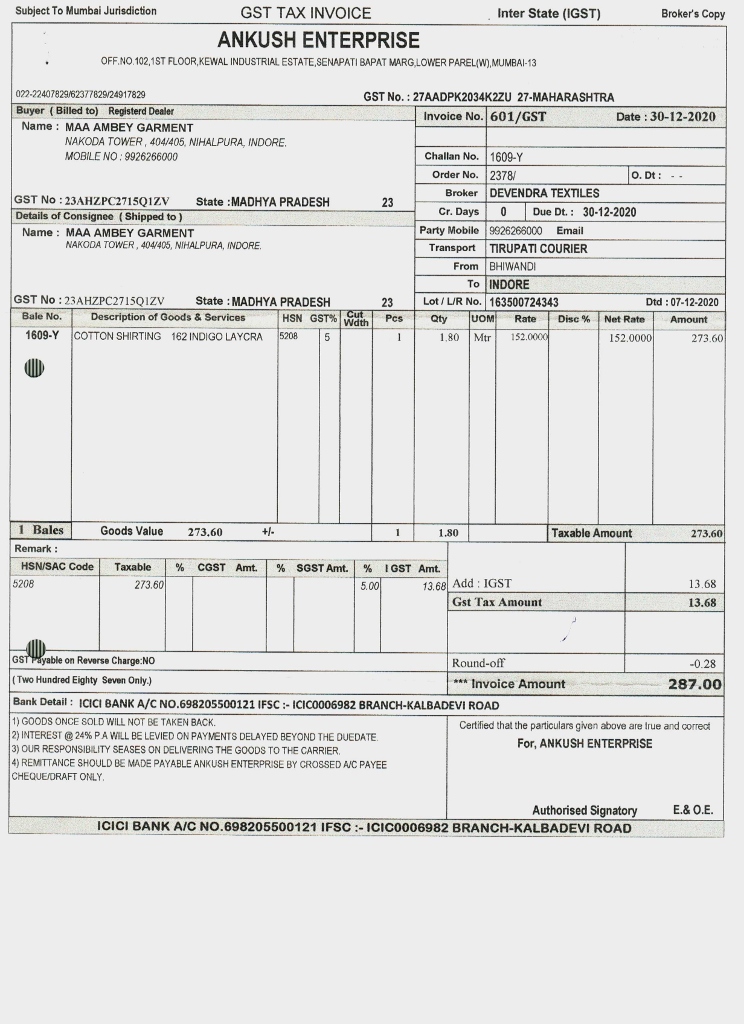 Subject To Mumbai Jurisdiction GST TAX INVOICE Inter State (IGST) Broker's Copy
ANKUSH ENTERPRISE
OFF.NO.102,1ST FLOOR,KEWAL INDUSTRIAL ESTATE,SENAPATI BAPAT MARG,LOWER PAREL(W),MUMBAI-13
022-22407829/62377829/24917829 GST No. : 27AADPK2034K2ZU 27-MAHARASHTRA
Buyer ( Billed to) Registerd Dealer
Name : MAA AMBEY GARMENT
NAKODA TOWER , 404/405, NIHALPURA, INDORE.
MOBILE NO : 9926266000
GST No : 23AHZPC2715Q1ZV State : MADHYA PRADESH 23
Details of Consignee ( Shipped to )
Name : MAA AMBEY GARMENT
NAKODA TOWER , 404/405, NIHALPURA, INDORE.
GST No : 23AHZPC2715Q1ZV State : MADHYA PRADESH 23
Invoice No. 601/GST Date : 30-12-2020
Challan No. 1609-Y
Order No. 2378/ O. Dt : - -
Broker DEVENDRA TEXTILES
Cr. Days 0 Due Dt. : 30-12-2020
Party Mobile 9926266000 Email
Transport TIRUPATI COURIER
From BHIWANDI
To INDORE
Lot / L/R No. 163500724343 Dtd : 07-12-2020
Bale No. Description of Goods & Services HSN GST% Cut Wdth Pcs Qty UOM Rate Disc % Net Rate Amount
1609-Y COTTON SHIRTING 162 INDIGO LAYCRA 5208 5 1 1.80 Mtr 152.0000 152.0000 273.60
1 Bales Goods Value 273.60 +/- 1 1.80 Taxable Amount 273.60
Remark :
HSN/SAC Code Taxable % CGST Amt. % SGST Amt. % I GST Amt.
5208 273.60 5.00 13.68
Add : IGST 13.68
Gst Tax Amount 13.68
GST Payable on Reverse Charge:NO
Round-off -0.28
( Two Hundred Eighty Seven Only.)
*** Invoice Amount 287.00
Bank Detail : ICICI BANK A/C NO.698205500121 IFSC :- ICIC0006982 BRANCH-KALBADEVI ROAD
1) GOODS ONCE SOLD WILL NOT BE TAKEN BACK.
2) INTEREST @ 24% P.A WILL BE LEVIED ON PAYMENTS DELAYED BEYOND THE DUEDATE.
3) OUR RESPONSIBILITY SEASES ON DELIVERING THE GOODS TO THE CARRIER.
4) REMITTANCE SHOULD BE MADE PAYABLE ANKUSH ENTERPRISE BY CROSSED A/C PAYEE
CHEQUE/DRAFT ONLY.
Certified that the particulars given above are true and correct
For, ANKUSH ENTERPRISE
Authorised Signatory E.& O.E.
ICICI BANK A/C NO.698205500121 IFSC :- ICIC0006982 BRANCH-KALBADEVI ROAD